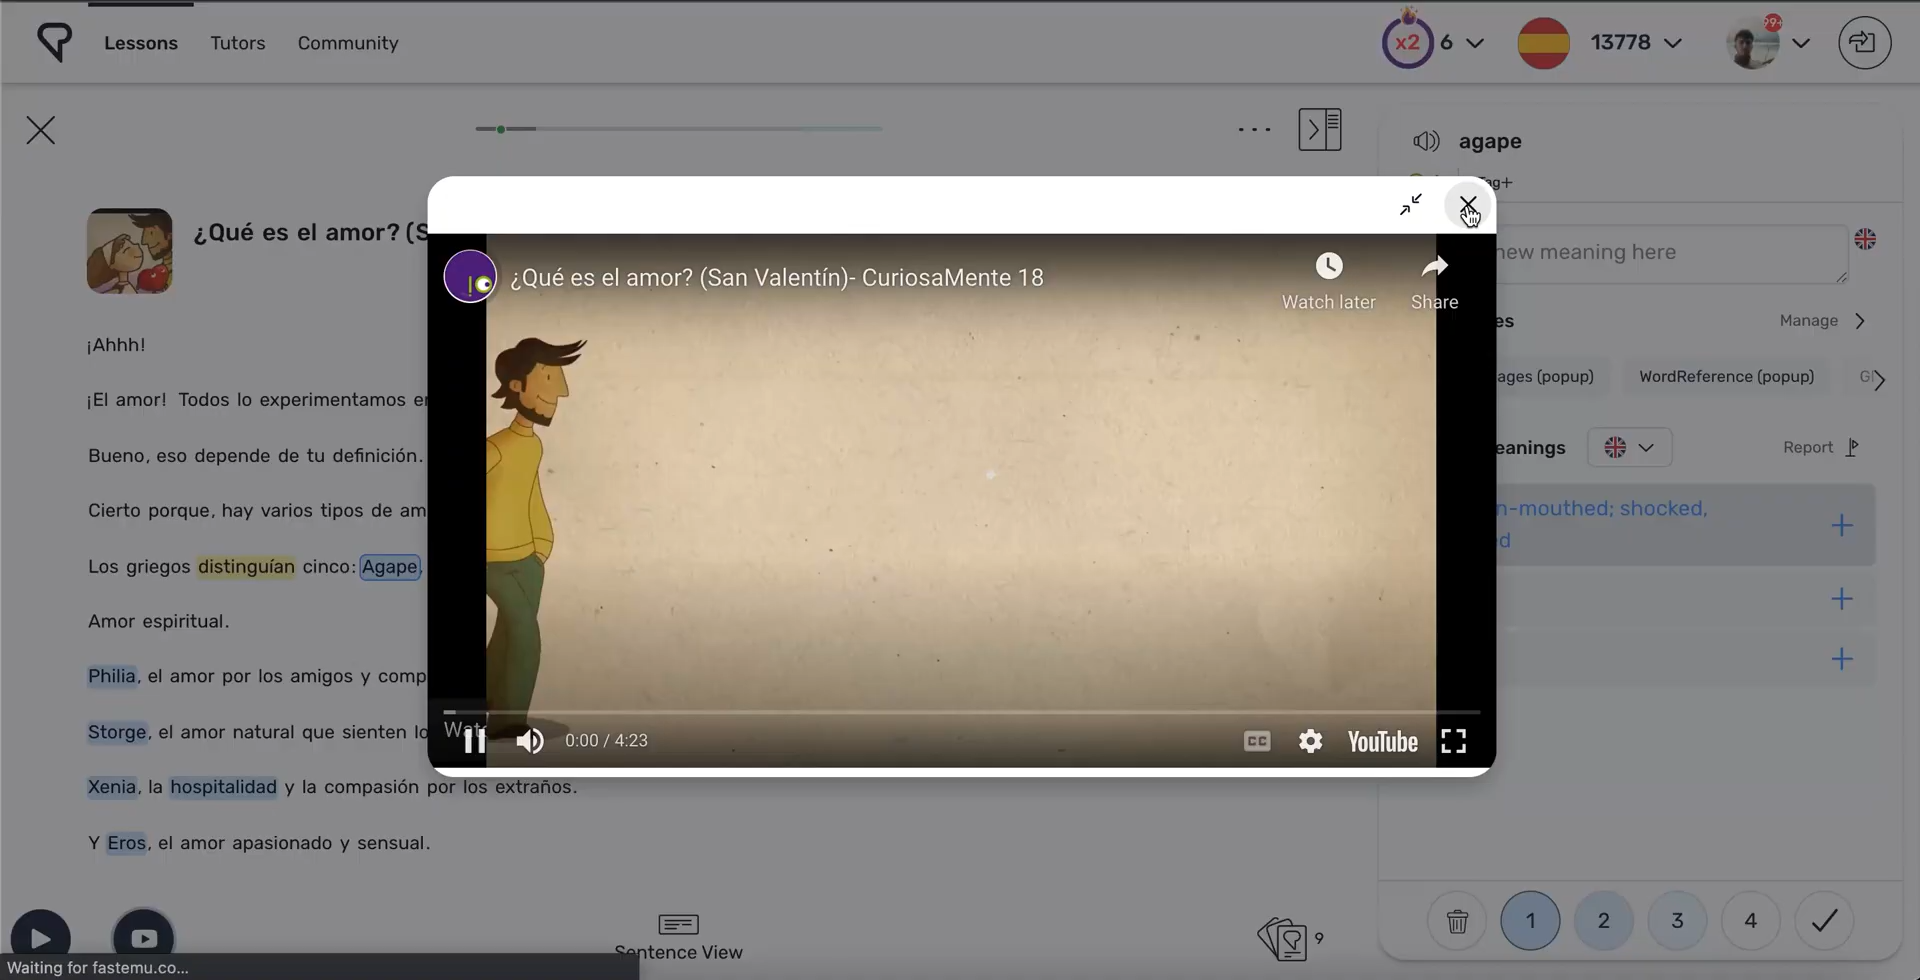 Lessons Tutors Community x2 6 13778 99+
agape
Tag+
¿Qué es el amor? (S
new meaning here
¿Qué es el amor? (San Valentín)- CuriosaMente 18
Watch later Share
Manage
¡Ahhh!
WordReference (popup)
ages (popup)
¡El amor! Todos lo experimentamos
Bueno, eso depende de tu definición.
eanings Report
Cierto porque, hay varios tipos de am
n-mouthed; shocked,
ed
Los griegos distinguían cinco: Agape,
Amor espiritual.
Philia, el amor por los amigos y comp
Storge, el amor natural que sienten lo
0:00 / 4:23 CC YouTube
Xenia, la hospitalidad y la compasión por los extraños.
Y Eros, el amor apasionado y sensual.
1 2 3 4
9
Sentence View
Waiting for fastemu.co...